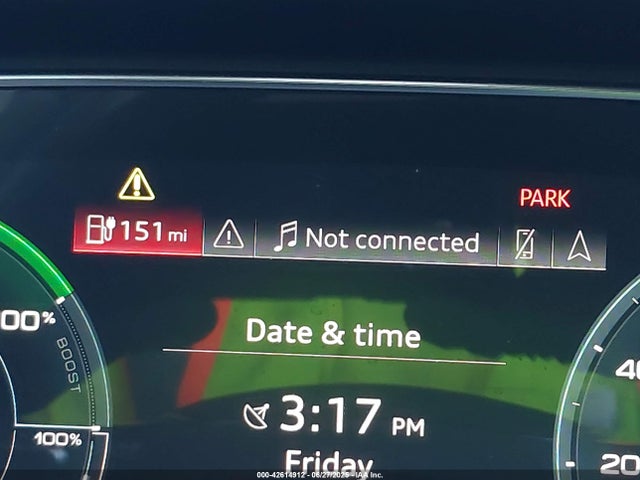 PARK
151 mi
Not connected
00%
BOOST
100%
Date & time
3:17 PM
Friday
40
20
000-42614912 - 06/27/2025 - IAA Inc.